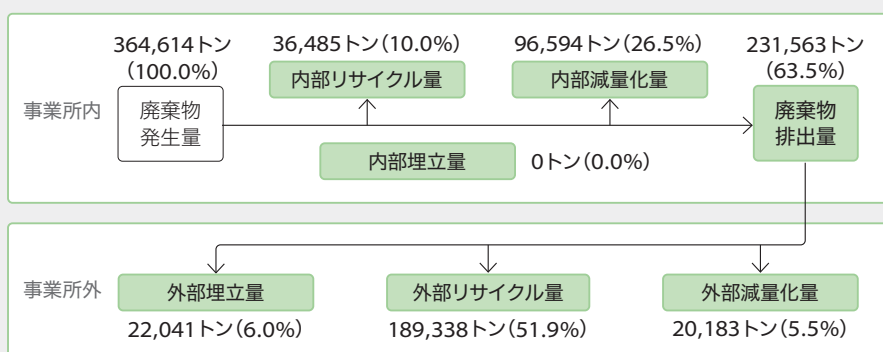 364,614トン
(100.0%)
36,485トン(10.0%)
96,594トン(26.5%)
231,563トン
(63.5%)
事業所内
廃棄物
発生量
内部リサイクル量
内部減量化量
廃棄物
排出量
内部埋立量
0トン(0.0%)
事業所外
外部埋立量
外部リサイクル量
外部減量化量
22,041トン(6.0%)
189,338トン(51.9%)
20,183トン(5.5%)